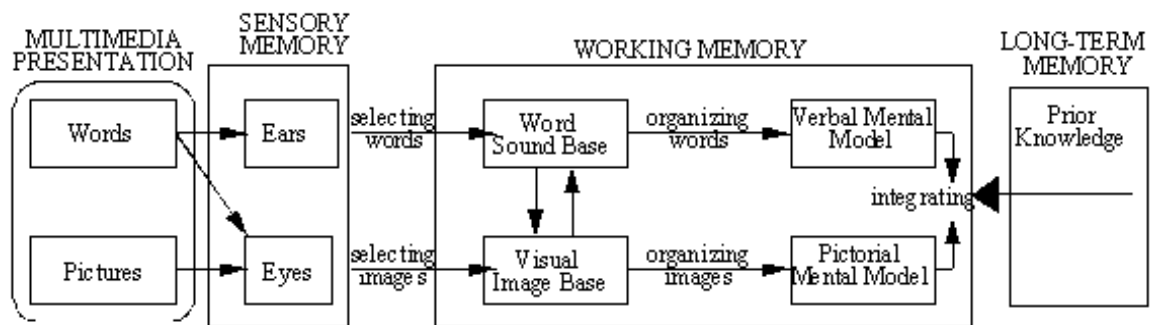 MULTIMEDIA
PRESENTATION
SENSORY
MEMORY
WORKING MEMORY
LONG-TERM
MEMORY
Words
Ears
selecting
words
Word
Sound Base
organizing
words
Verbal Mental
Model
Prior
Knowledge
integrating
Pictures
Eyes
selecting
images
Visual
Image Base
organizing
images
Pictorial
Mental Model